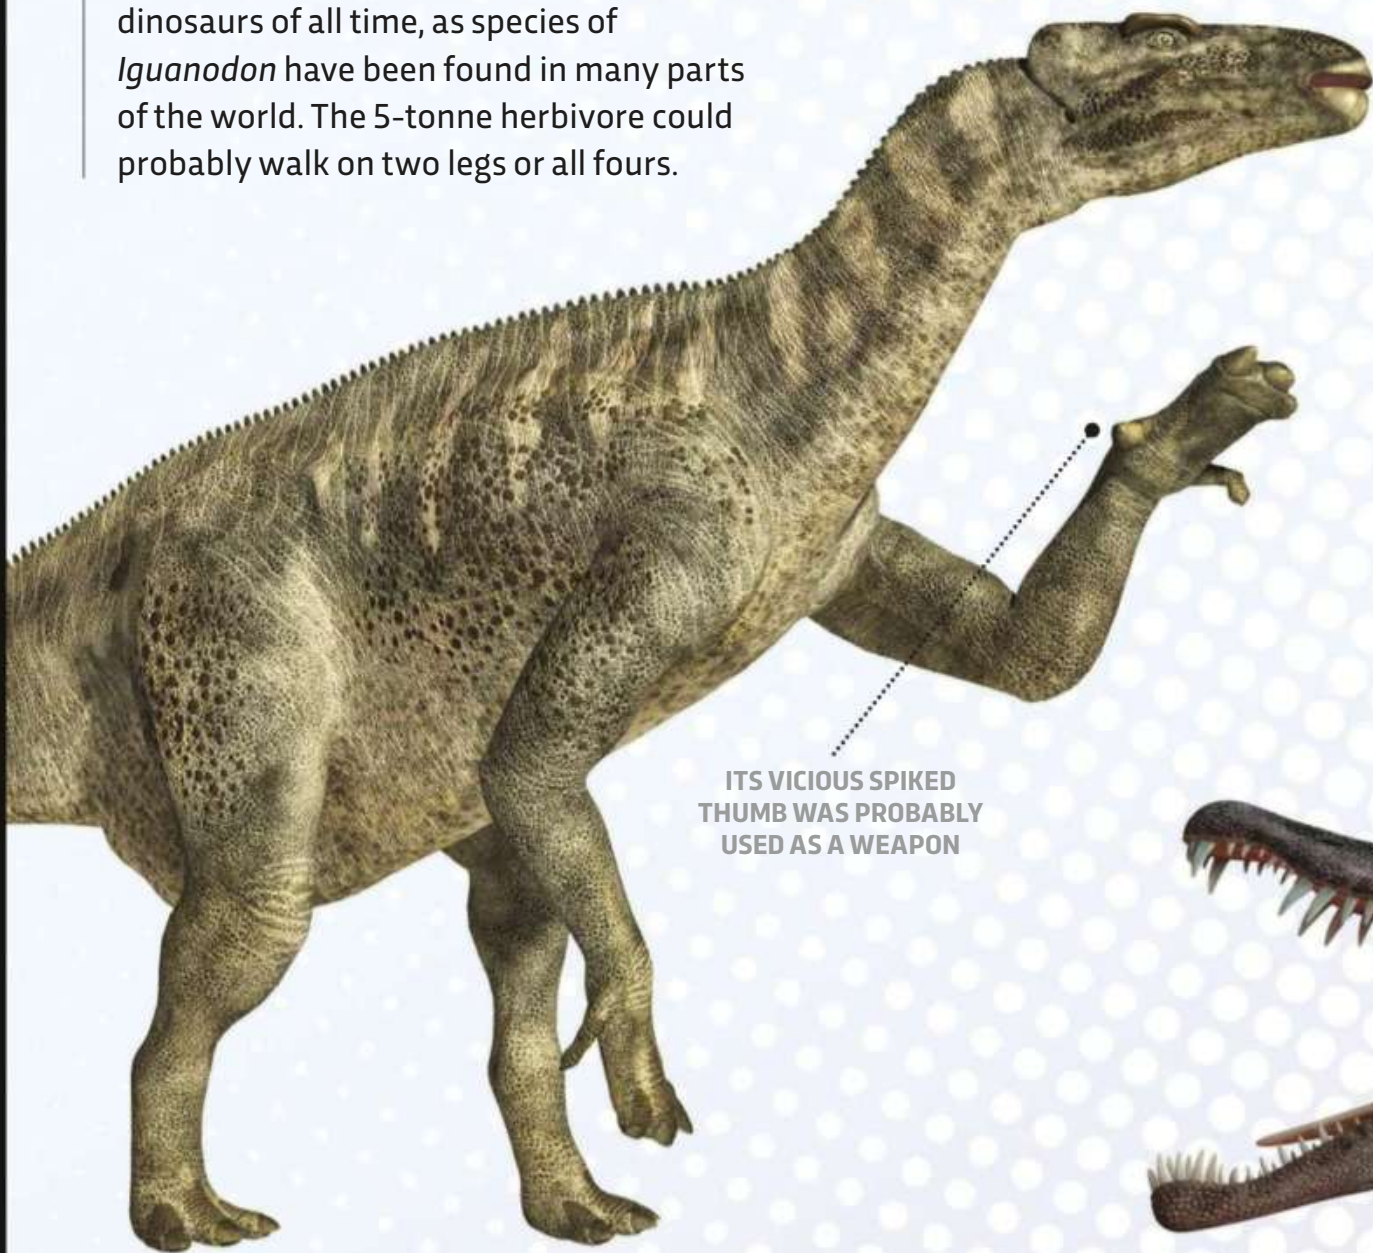 dinosaurs of all time, as species of
Iguanodon have been found in many parts
of the world. The 5-tonne herbivore could
probably walk on two legs or all fours.
ITS VICIOUS SPIKED
THUMB WAS PROBABLY
USED AS A WEAPON